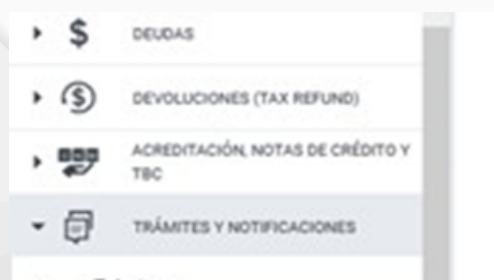 DEUDAS
DEVOLUCIONES (TAX REFUND)
ACREDITACIÓN, NOTAS DE CRÉDITO Y
TBC
TRÁMITES Y NOTIFICACIONES